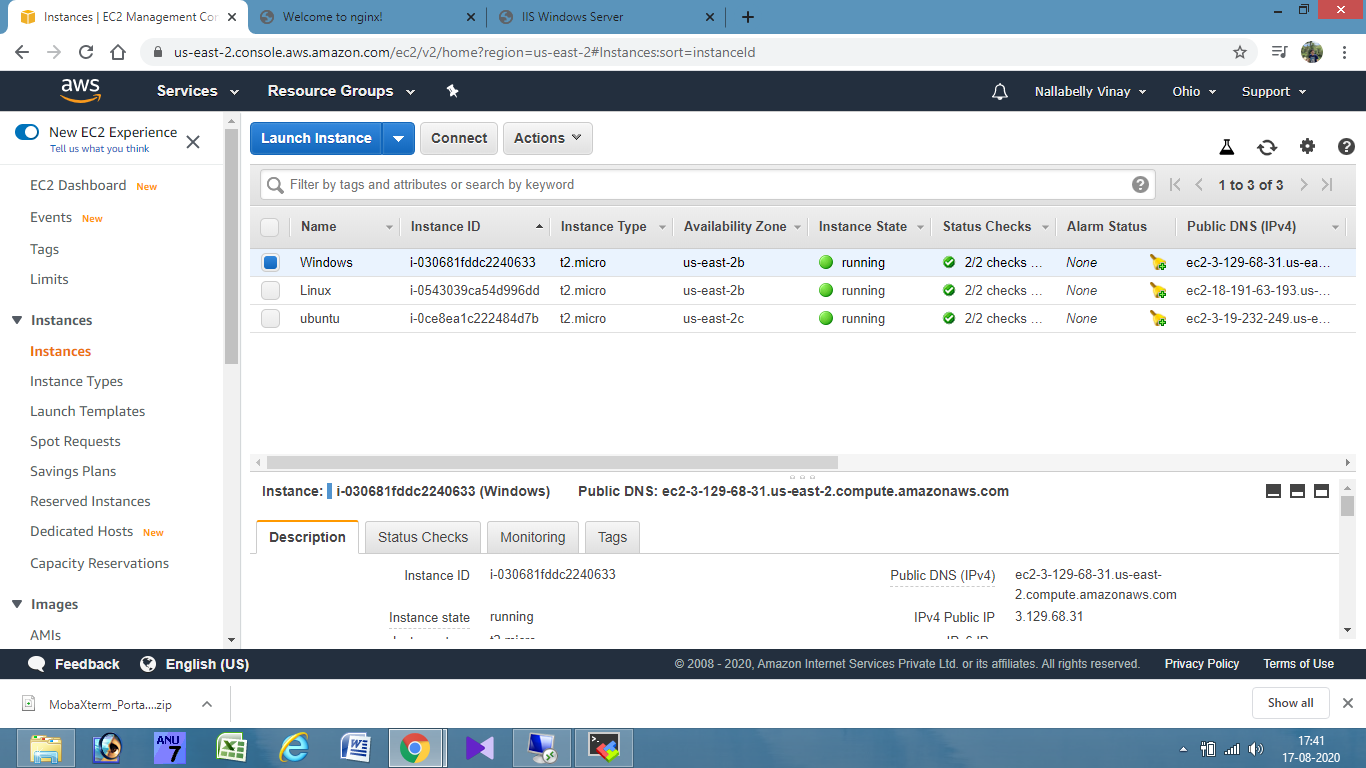 Instances | EC2 Management Cor
Welcome to nginx!
IIS Windows Server
us-east-2.console.aws.amazon.com/ec2/v2/home?region=us-east-2#Instances:sort=instanceId
aws Services Resource Groups Nallabelly Vinay Ohio Support
New EC2 Experience
Tell us what you think
EC2 Dashboard New
Events New
Tags
Limits
Instances
Instances
Instance Types
Launch Templates
Spot Requests
Savings Plans
Reserved Instances
Dedicated Hosts New
Capacity Reservations
Images
AMIs
Launch Instance Connect Actions
Filter by tags and attributes or search by keyword
1 to 3 of 3
Name Instance ID Instance Type Availability Zone Instance State Status Checks Alarm Status Public DNS (IPv4)
Windows i-030681fddc2240633 t2.micro us-east-2b running 2/2 checks ... None ec2-3-129-68-31.us-ea...
Linux i-0543039ca54d996dd t2.micro us-east-2b running 2/2 checks ... None ec2-18-191-63-193.us-...
ubuntu i-0ce8ea1c222484d7b t2.micro us-east-2c running 2/2 checks ... None ec2-3-19-232-249.us-e...
Instance: i-030681fddc2240633 (Windows) Public DNS: ec2-3-129-68-31.us-east-2.compute.amazonaws.com
Description Status Checks Monitoring Tags
Instance ID i-030681fddc2240633
Public DNS (IPv4) ec2-3-129-68-31.us-east-
2.compute.amazonaws.com
Instance state running
IPv4 Public IP 3.129.68.31
Feedback English (US)
© 2008 - 2020, Amazon Internet Services Private Ltd. or its affiliates. All rights reserved. Privacy Policy Terms of Use
MobaXterm_Porta....zip
Show all
ANU
7
17:41
17-08-2020